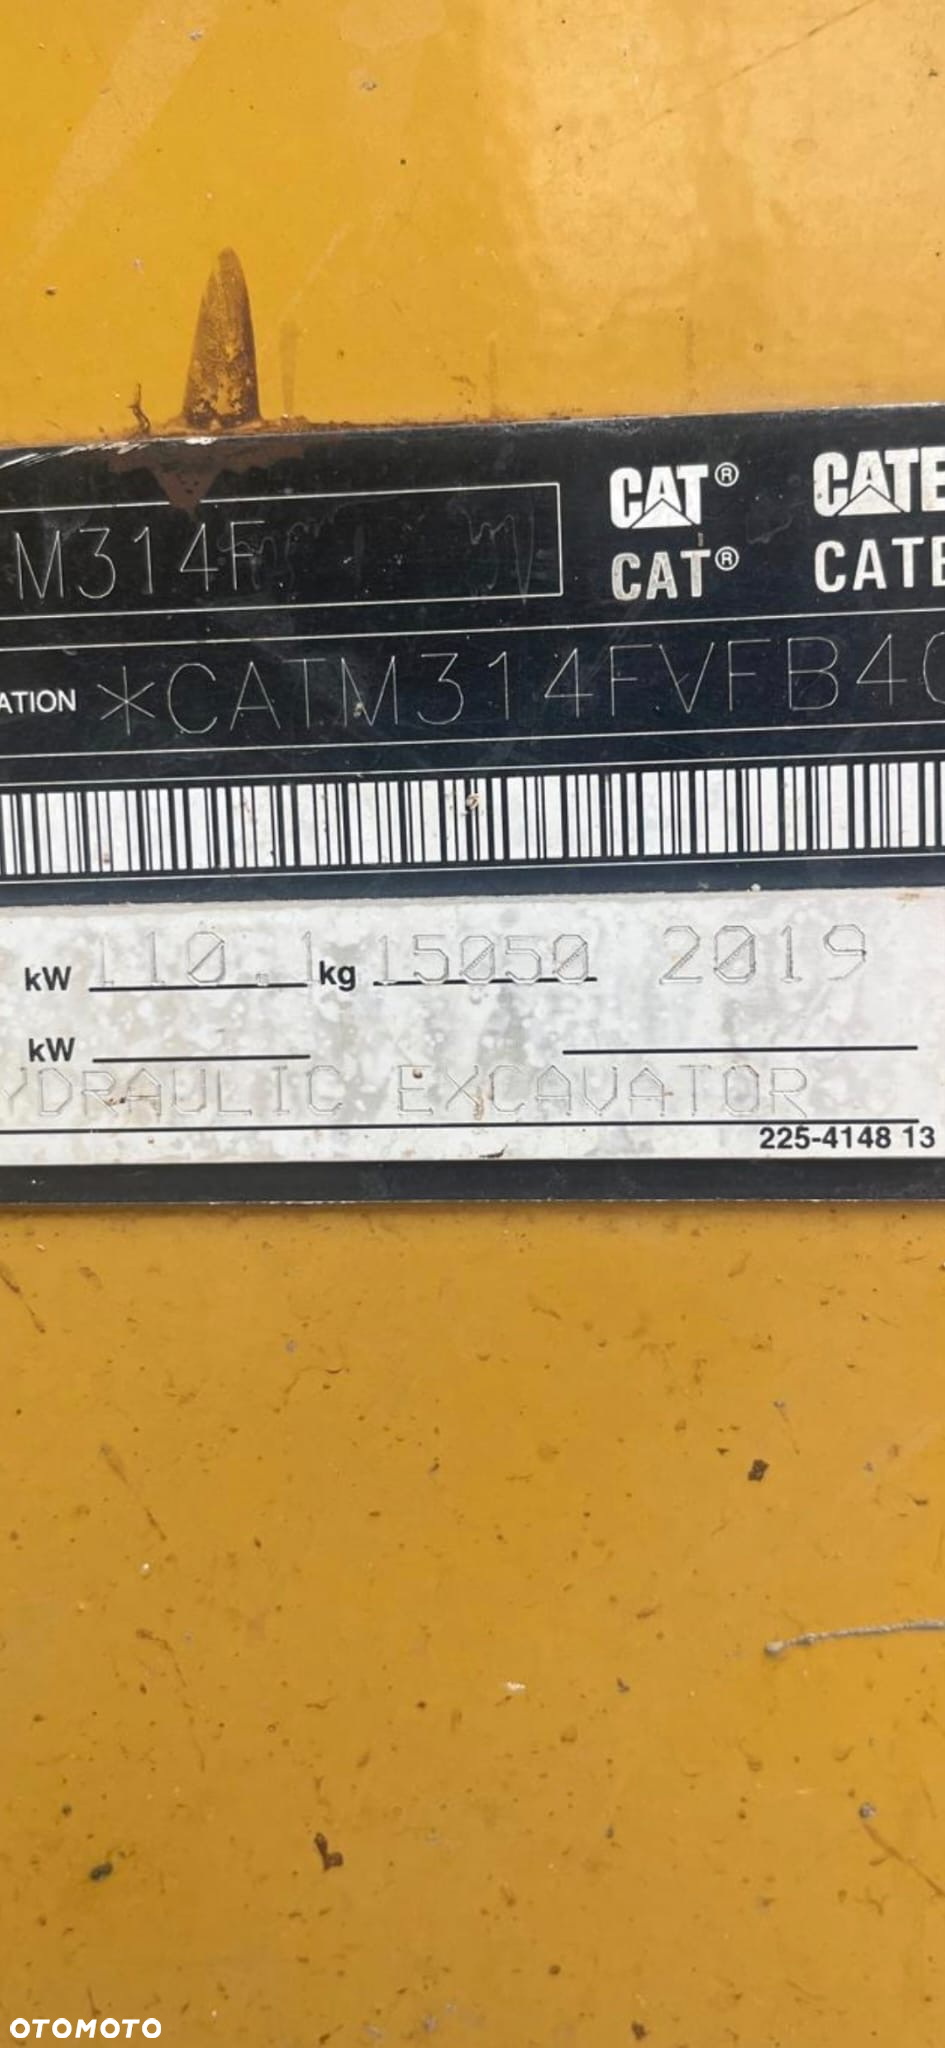 M314F
CAT® CATE
CAT® CATE
ATION *CATM314FVFB4
kW 110.1 kg 15050 2019
kW
YDRAULIC EXCAVATOR
225-4148 13
OTOMOTO